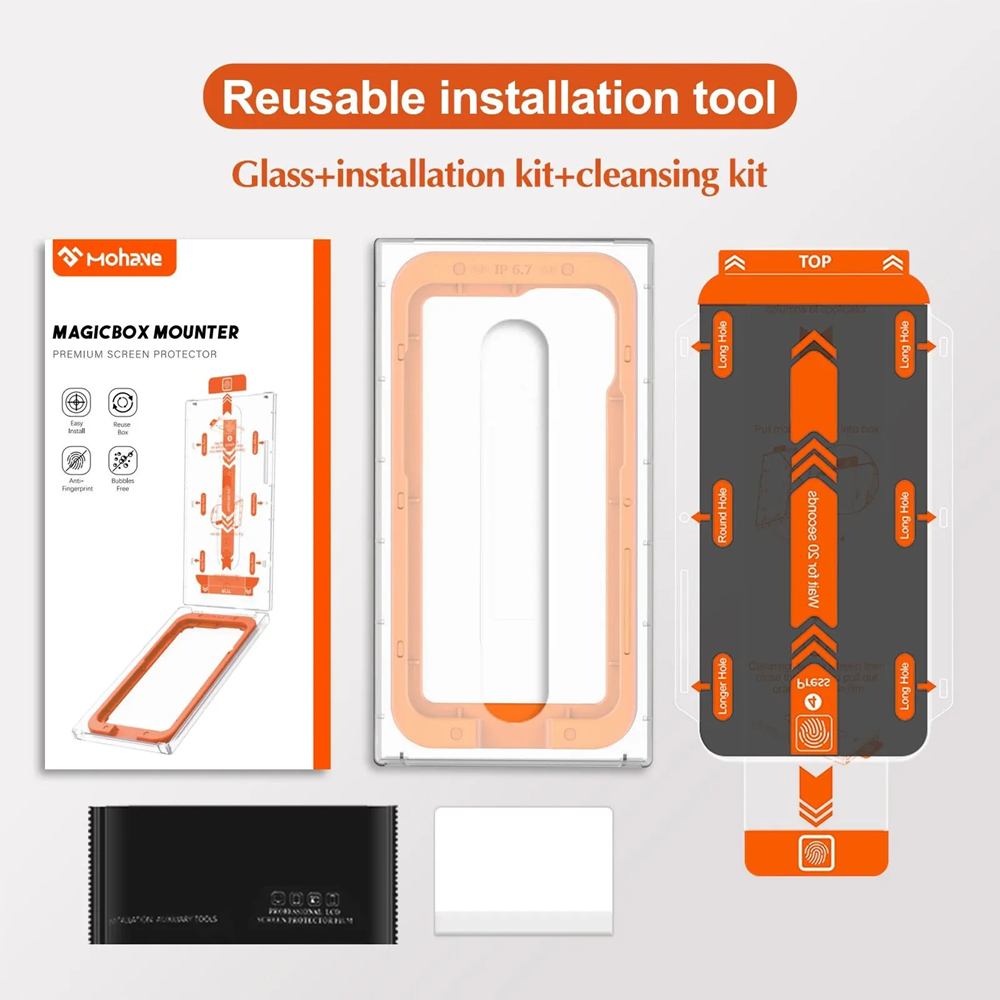 Reusable installation tool
Glass+installation kit+cleansing kit
Mohave
MAGICBOX MOUNTER
PREMIUM SCREEN PROTECTOR
Easy
Install
Reuse
Box
Anti-
Fingerprint
Bubbles
Free
IP 6.7
TOP
Long Hole
Long Hole
Round Hole
Long Hole
Longer Hole
Long Hole
Wait for 20 seconds
Press
4
INSTALLATION AUXILIARY TOOLS
PROFESSIONAL LCD
SCREEN PROTECTOR FILM